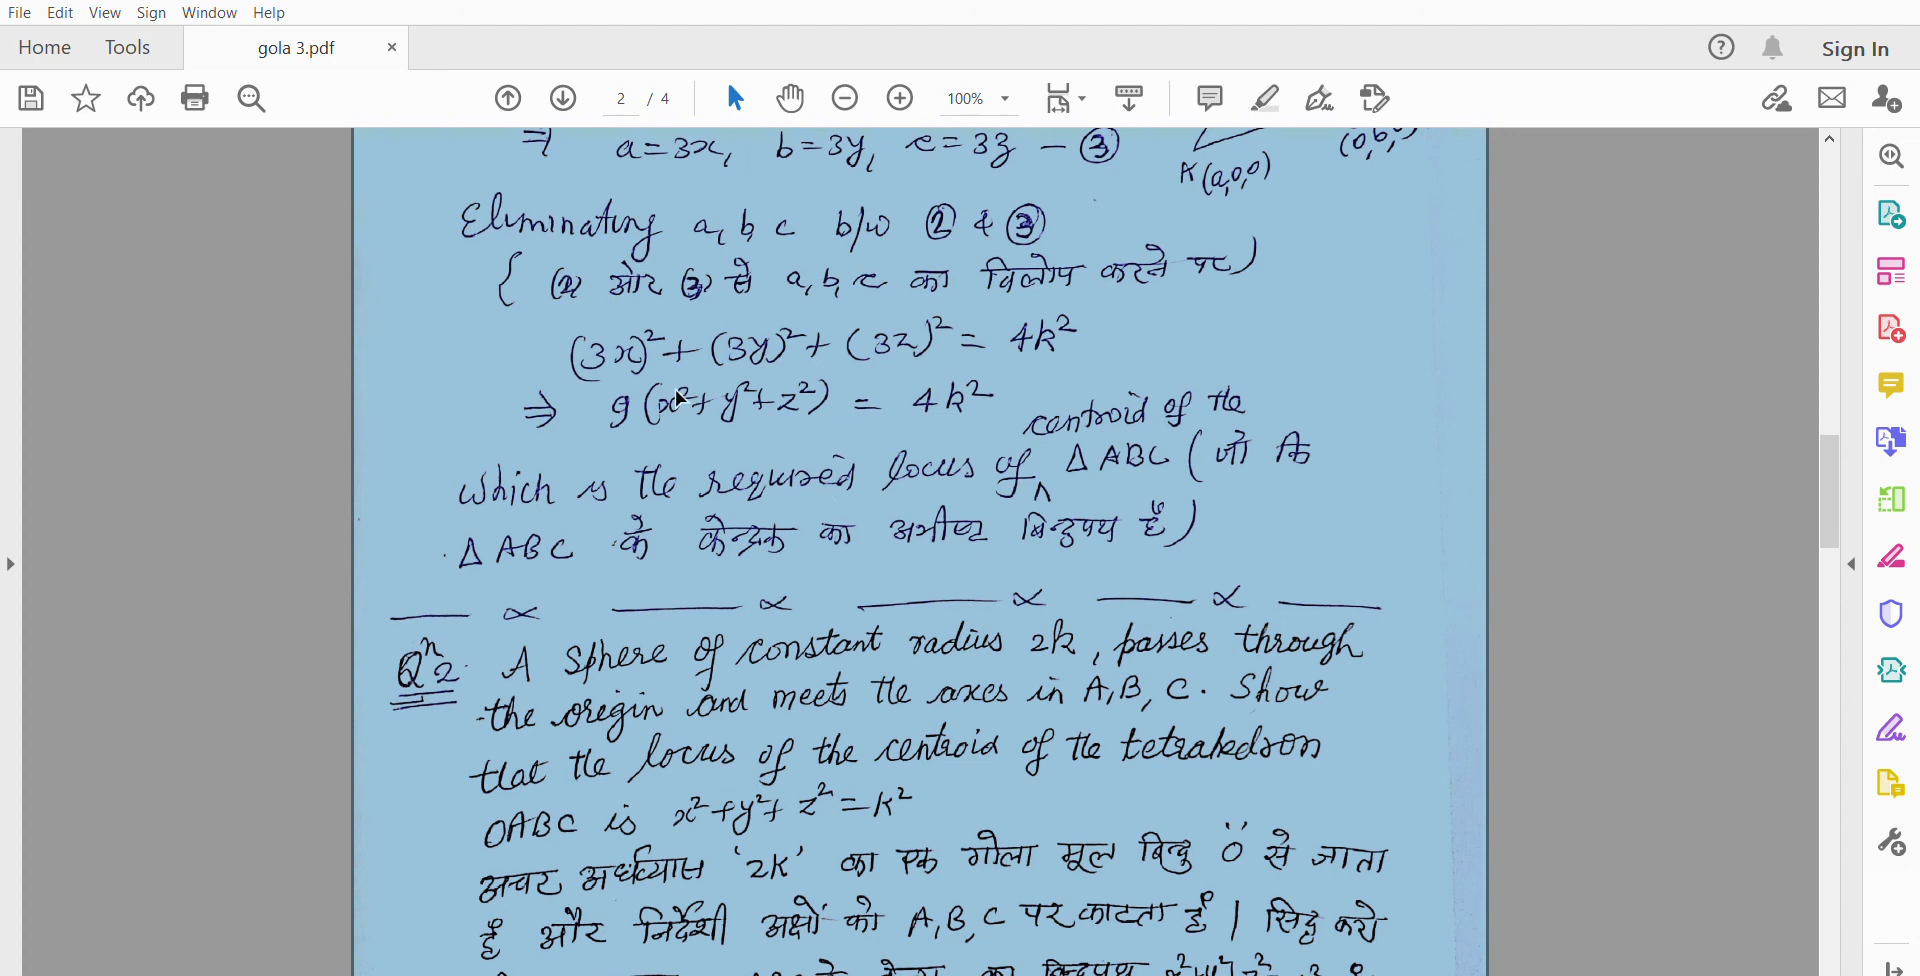 File Edit View Sign Window Help
Home Tools gola 3.pdf × Sign In
2 / 4 100%
⇒ a=3x, b=3y, c=3z — ③
K(a,0,0)
Eliminating a, b, c b/w ② & ③
{ (2) और (3) से a, b, c का विलोप करने पर)
(3x)²+(3y)²+(3z)² = 4k²
⇒ 9(x²+y²+z²) = 4k²
centroid of the
which is the required locus of ^ Δ ABC (जो कि
Δ ABC के केन्द्रक का अभीष्ट बिन्दुपथ है)
Qⁿ2. A Sphere of constant radius 2k, passes through
the origin and meets the axes in A,B,C. Show
that the locus of the centroid of the tetrahedron
OABC is x²+y²+z²=k²
अचर अर्धव्यास '2K' का एक गोला मूल बिन्दु 'O' से जाता
है और निर्देशी अक्षों को A,B,C पर काटता है | सिद्ध करो